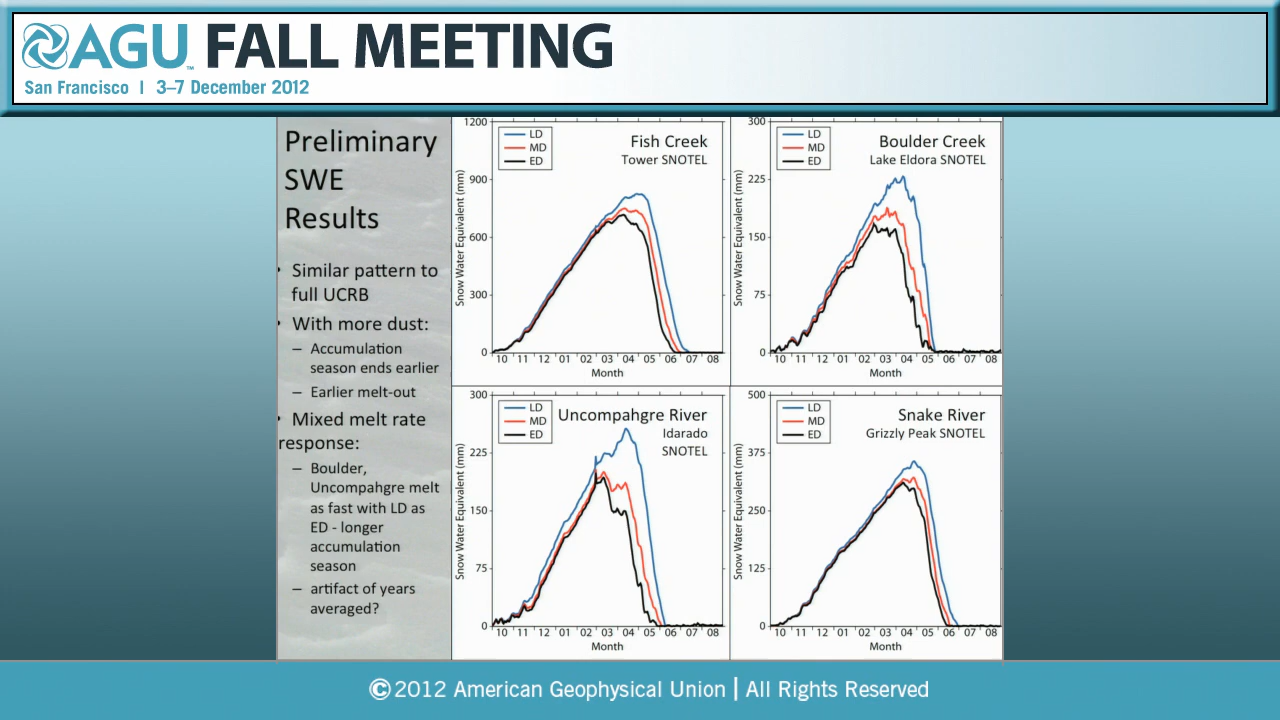 AGU™ FALL MEETING
San Francisco | 3–7 December 2012
Preliminary
SWE
Results
• Similar pattern to
full UCRB
• With more dust:
– Accumulation
season ends earlier
– Earlier melt-out
• Mixed melt rate
response:
– Boulder,
Uncompahgre melt
as fast with LD as
ED - longer
accumulation
season
– artifact of years
averaged?
LD
MD
ED
Fish Creek
Tower SNOTEL
Snow Water Equivalent (mm)
1200
900
600
300
0
10 11 12 01 02 03 04 05 06 07 08
Month
LD
MD
ED
Boulder Creek
Lake Eldora SNOTEL
Snow Water Equivalent (mm)
300
225
150
75
0
10 11 12 01 02 03 04 05 06 07 08
Month
LD
MD
ED
Uncompahgre River
Idarado
SNOTEL
Snow Water Equivalent (mm)
300
225
150
75
0
10 11 12 01 02 03 04 05 06 07 08
Month
LD
MD
ED
Snake River
Grizzly Peak SNOTEL
Snow Water Equivalent (mm)
500
375
250
125
0
10 11 12 01 02 03 04 05 06 07 08
Month
©2012 American Geophysical Union | All Rights Reserved